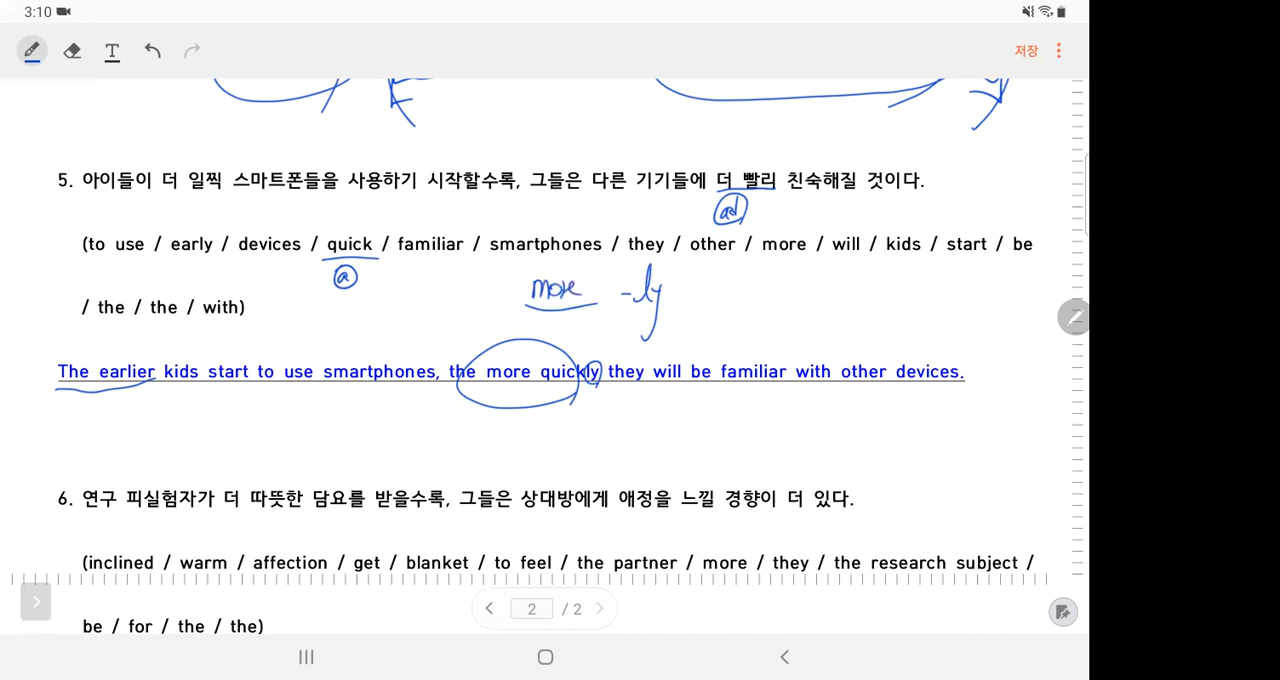 3:10
저장
5. 아이들이 더 일찍 스마트폰들을 사용하기 시작할수록, 그들은 다른 기기들에 더 빨리 친숙해질 것이다.
ad
(to use / early / devices / quick / familiar / smartphones / they / other / more / will / kids / start / be
a
more -ly
/ the / the / with)
The earlier kids start to use smartphones, the more quickly they will be familiar with other devices.
6. 연구 피실험자가 더 따뜻한 담요를 받을수록, 그들은 상대방에게 애정을 느낄 경향이 더 있다.
(inclined / warm / affection / get / blanket / to feel / the partner / more / they / the research subject /
2 / 2
be / for / the / the)